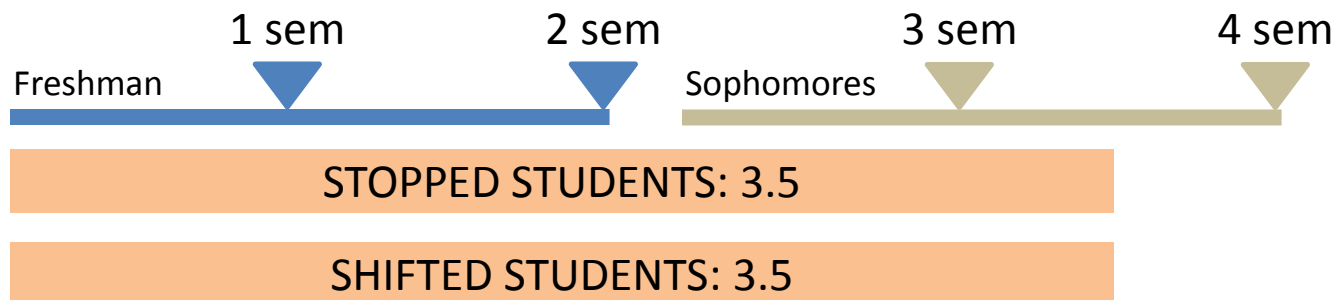 1 sem 2 sem 3 sem 4 sem
Freshman Sophomores
STOPPED STUDENTS: 3.5
SHIFTED STUDENTS: 3.5